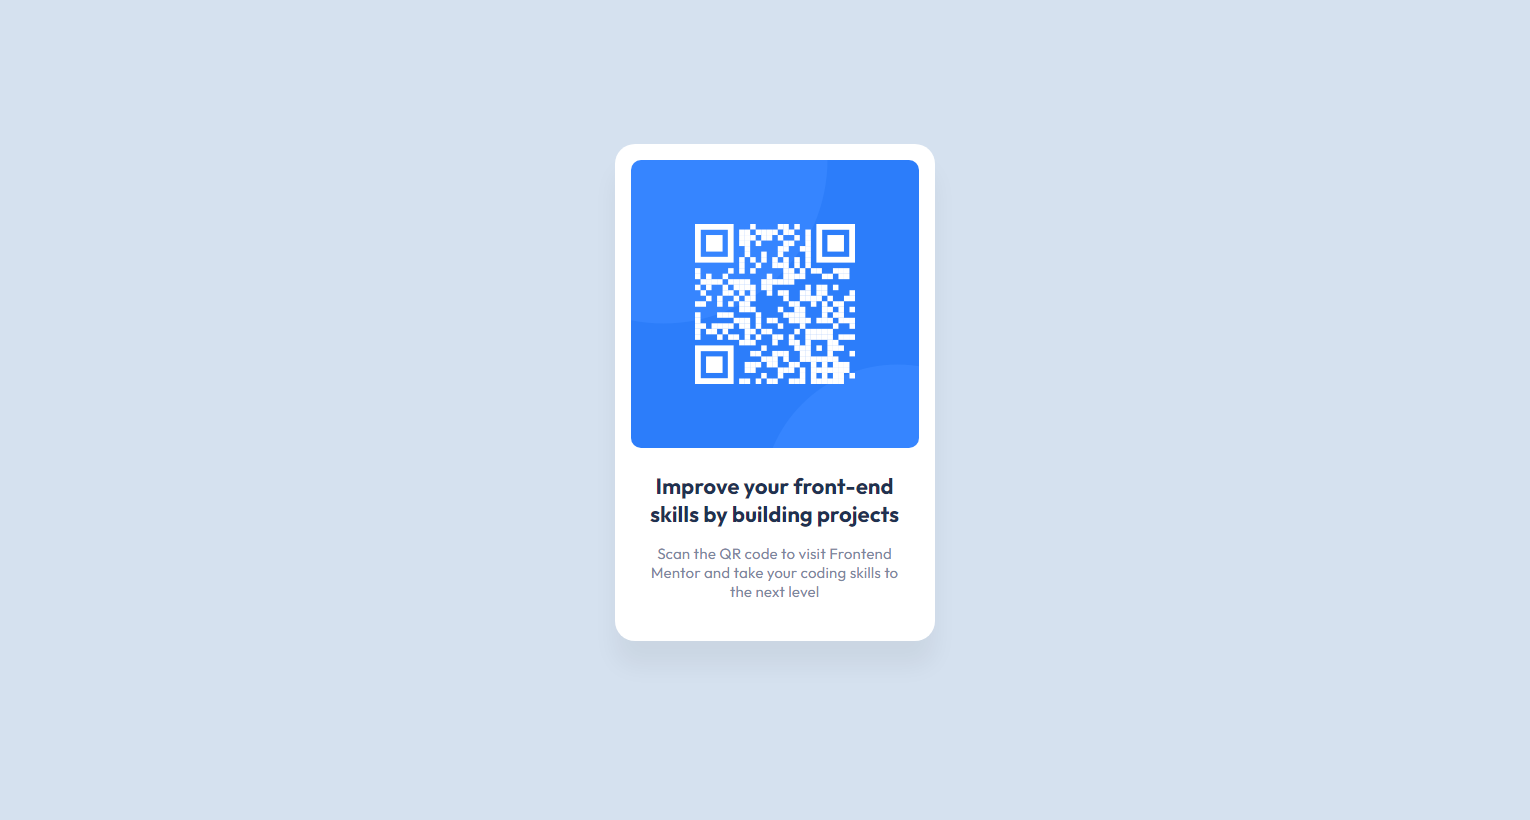 Improve your front-end
skills by building projects
Scan the QR code to visit Frontend
Mentor and take your coding skills to
the next level